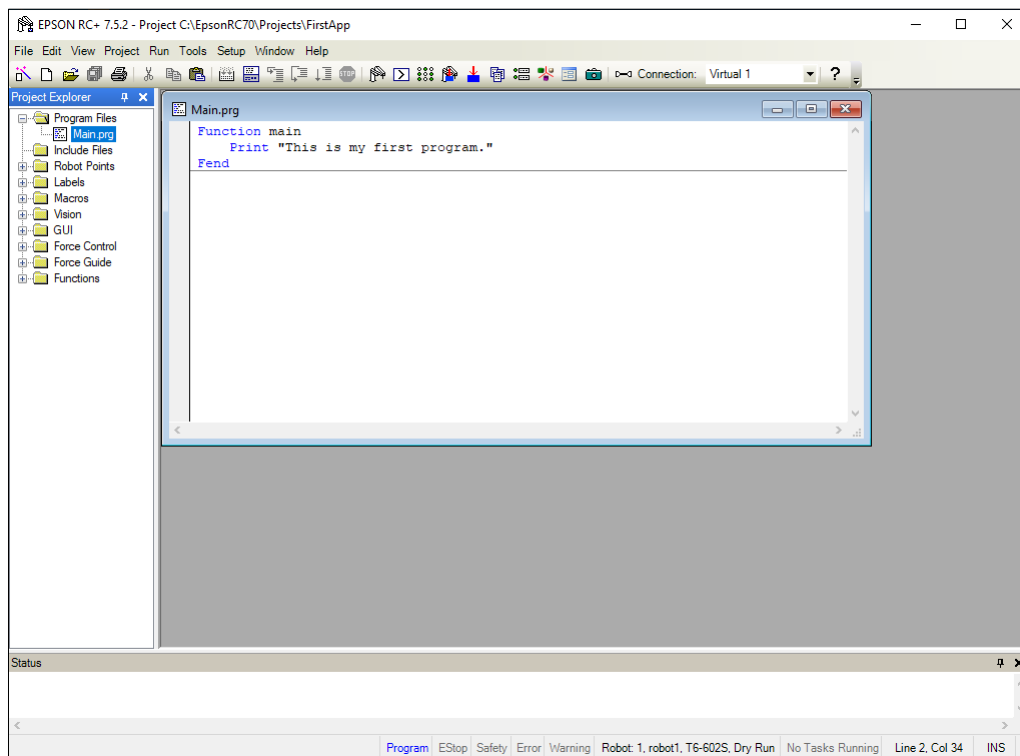 EPSON RC+ 7.5.2 - Project C:\EpsonRC70\Projects\FirstApp
File Edit View Project Run Tools Setup Window Help
STOP Connection: Virtual 1 ?
Project Explorer
Program Files
Main.prg
Include Files
Robot Points
Labels
Macros
Vision
GUI
Force Control
Force Guide
Functions
Main.prg
Function main
Print "This is my first program."
Fend
Status
Program EStop Safety Error Warning Robot: 1, robot1, T6-602S, Dry Run No Tasks Running Line 2, Col 34 INS